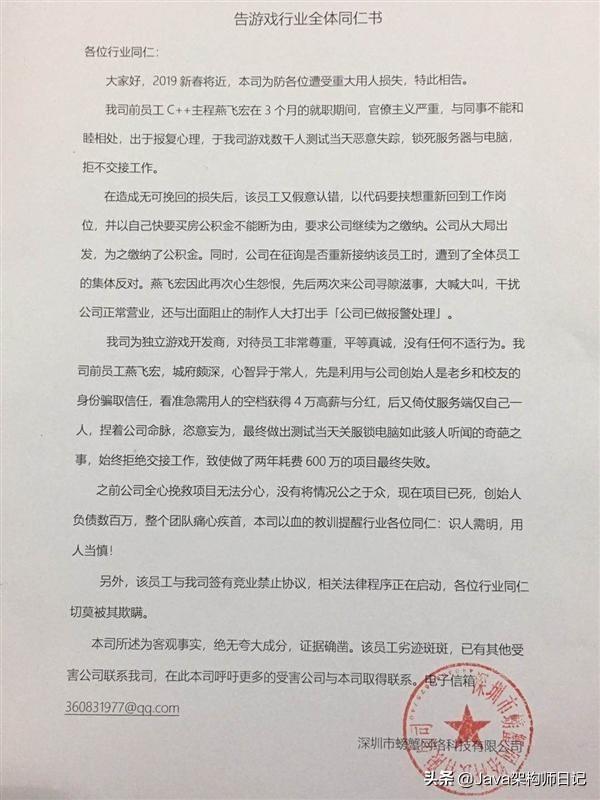 告游戏行业全体同仁书
各位行业同仁：
大家好，2019 新春将近，本司为防各位遭受重大用人损失，特此相告。
我司前员工 C++主程燕飞宏在 3 个月的就职期间，官僚主义严重，与同事不能和
睦相处，出于报复心理，于我司游戏数千人测试当天恶意失踪，锁死服务器与电脑，
拒不交接工作。
在造成无可挽回的损失后，该员工又假意认错，以代码要挟想重新回到工作岗
位，并以自己快要买房公积金不能断为由，要求公司继续为之缴纳。公司从大局出
发，为之缴纳了公积金。同时，公司在征询是否重新接纳该员工时，遭到了全体员工
的集体反对。燕飞宏因此再次心生怨恨，先后两次来公司寻隙滋事，大喊大叫，干扰
公司正常营业，还与出面阻止的制作人大打出手「公司已做报警处理」。
我司为独立游戏开发商，对待员工非常尊重，平等真诚，没有任何不适行为。我
司前员工燕飞宏，城府颇深，心智异于常人，先是利用与公司创始人是老乡和校友的
身份骗取信任，看准急需用人的空档获得 4 万高薪与分红，后又倚仗服务端仅自己一
人，捏着公司命脉，恣意妄为，最终做出测试当天关服锁电脑如此骇人听闻的奇葩之
事，始终拒绝交接工作，致使做了两年耗费 600 万的项目最终失败。
之前公司全心挽救项目无法分心，没有将情况公之于众，现在项目已死，创始人
负债数百万，整个团队痛心疾首，本司以血的教训提醒行业各位同仁：识人需明，用
人当慎！
另外，该员工与我司签有竞业禁止协议，相关法律程序正在启动，各位行业同仁
切莫被其欺瞒。
本司所述为客观事实，绝无夸大成分，证据确凿。该员工劣迹斑斑，已有其他受
害公司联系我司，在此本司呼吁更多的受害公司与本司取得联系。电子信箱
360831977@qq.com
深圳市螃蟹网络科技有限公司
深圳市螃蟹网络科技有限公司
头条 @Java架构师日记